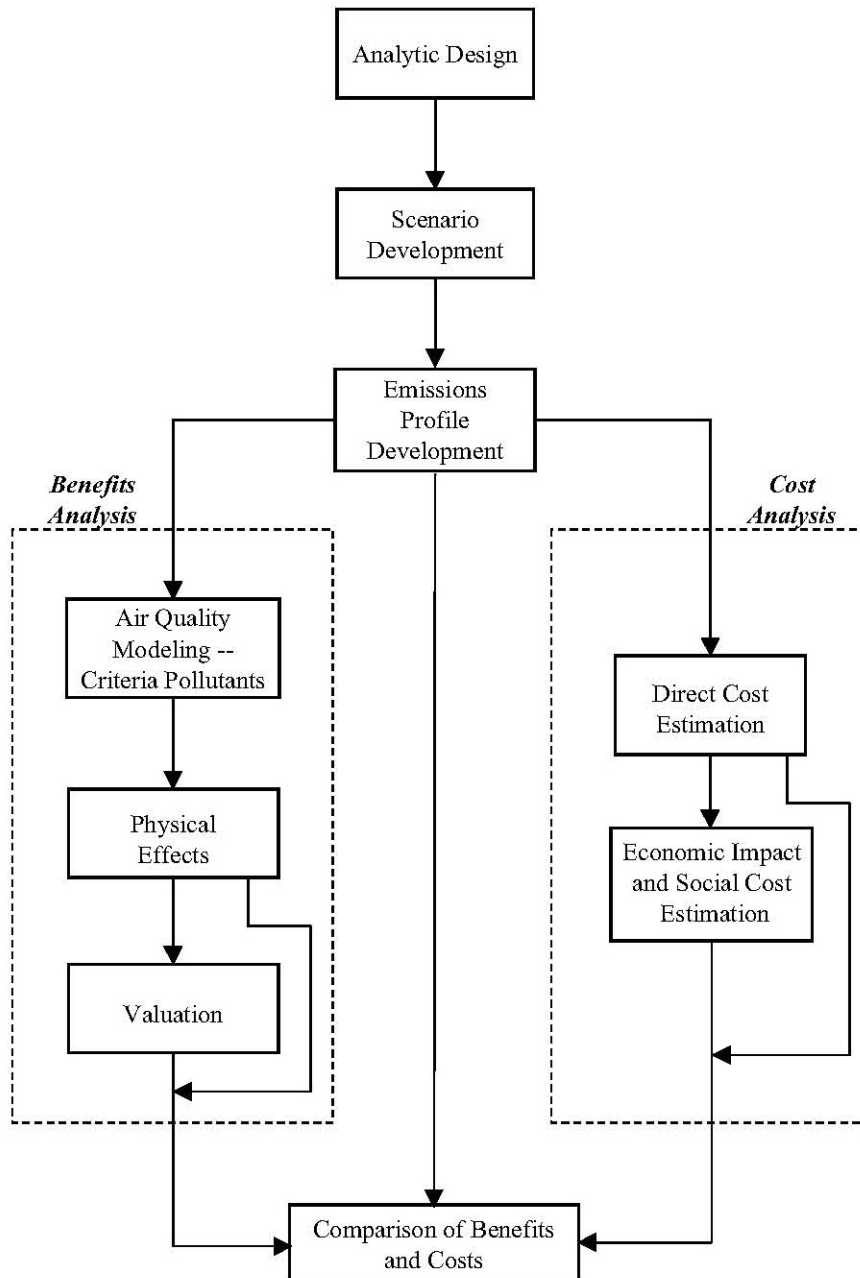 Analytic Design
Scenario
Development
Emissions
Profile
Development
Benefits
Analysis
Air Quality
Modeling --
Criteria Pollutants
Physical
Effects
Valuation
Cost
Analysis
Direct Cost
Estimation
Economic Impact
and Social Cost
Estimation
Comparison of Benefits
and Costs